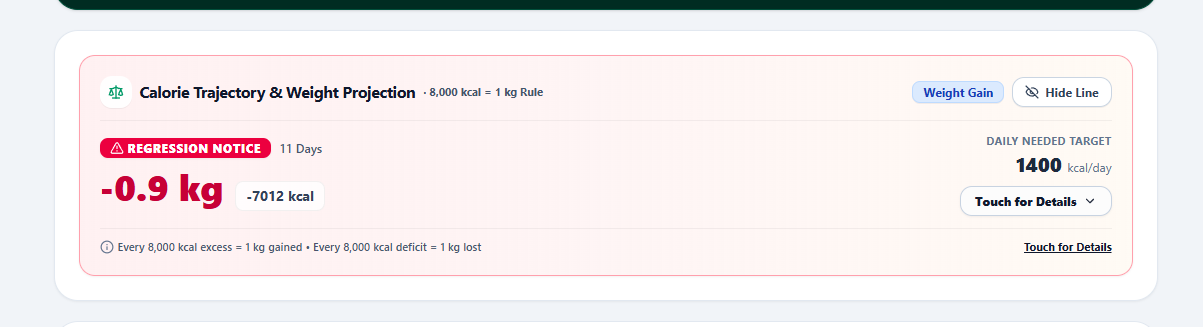 Calorie Trajectory & Weight Projection · 8,000 kcal = 1 kg Rule
Weight Gain
Hide Line
REGRESSION NOTICE 11 Days
-0.9 kg -7012 kcal
DAILY NEEDED TARGET
1400 kcal/day
Touch for Details
Every 8,000 kcal excess = 1 kg gained • Every 8,000 kcal deficit = 1 kg lost
Touch for Details